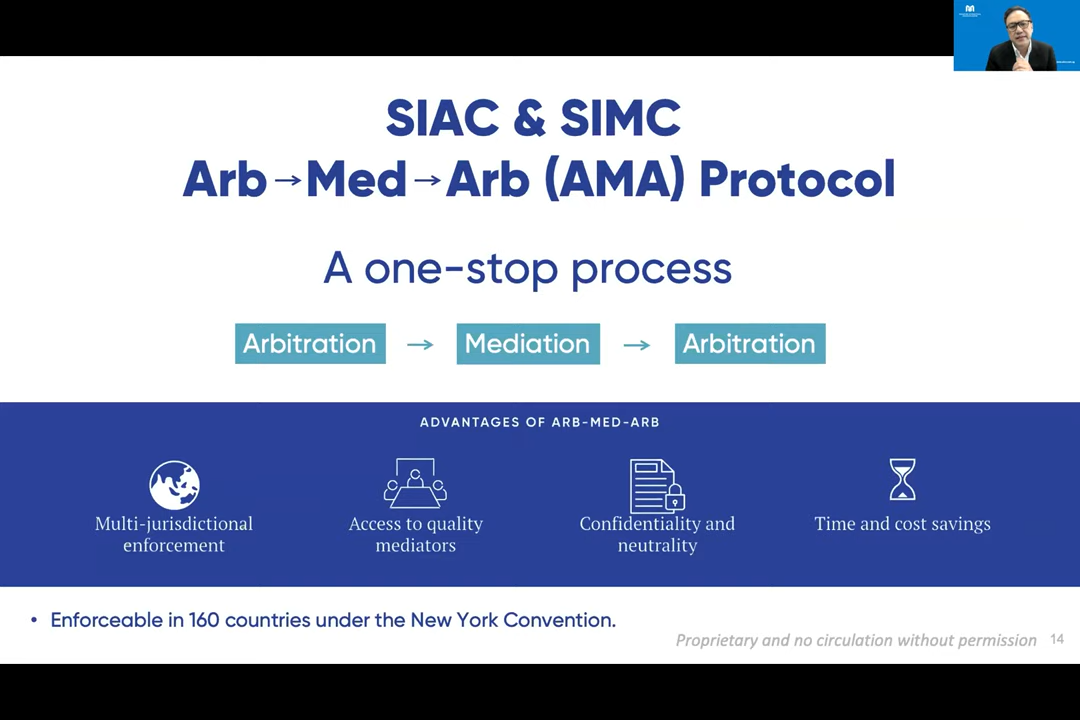 SIAC & SIMC
Arb→Med→Arb (AMA) Protocol
A one-stop process
Arbitration → Mediation → Arbitration
ADVANTAGES OF ARB-MED-ARB
Multi-jurisdictional
enforcement
Access to quality
mediators
Confidentiality and
neutrality
Time and cost savings
• Enforceable in 160 countries under the New York Convention.
Proprietary and no circulation without permission 14